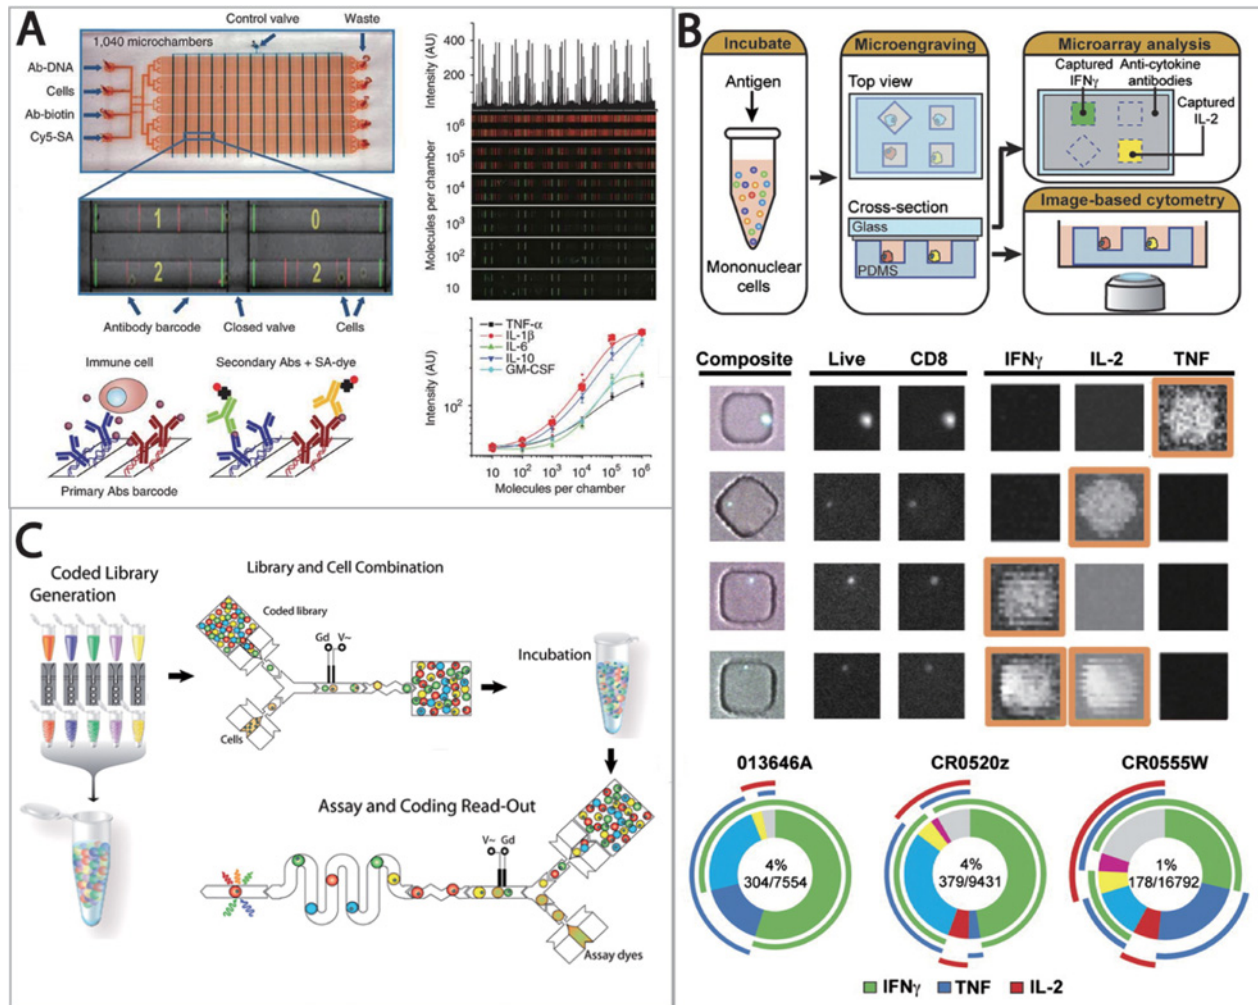 A
Control valve
Waste
1,040 microchambers
Ab-DNA
Cells
Ab-biotin
Cy5-SA
1
0
2
2
Antibody barcode
Closed valve
Cells
Immune cell
Secondary Abs + SA-dye
Primary Abs barcode
Intensity (AU)
400
200
Molecules per chamber
10⁶
10⁵
10⁴
10³
10²
10
Intensity (AU)
10²
TNF-α
IL-1β
IL-6
IL-10
GM-CSF
10 10² 10³ 10⁴ 10⁵ 10⁶
Molecules per chamber
B
Incubate
Antigen
Mononuclear
cells
Microengraving
Top view
Cross-section
Glass
PDMS
Microarray analysis
Captured
IFNγ
Anti-cytokine
antibodies
Captured
IL-2
Image-based cytometry
Composite Live CD8 IFNγ IL-2 TNF
013646A
4%
304/7554
CR0520z
4%
379/9431
CR0555W
1%
178/16792
IFNγ TNF IL-2
C
Coded Library
Generation
Library and Cell Combination
Coded library
Gd V~
Cells
Incubation
Assay and Coding Read-Out
V~ Gd
Assay dyes